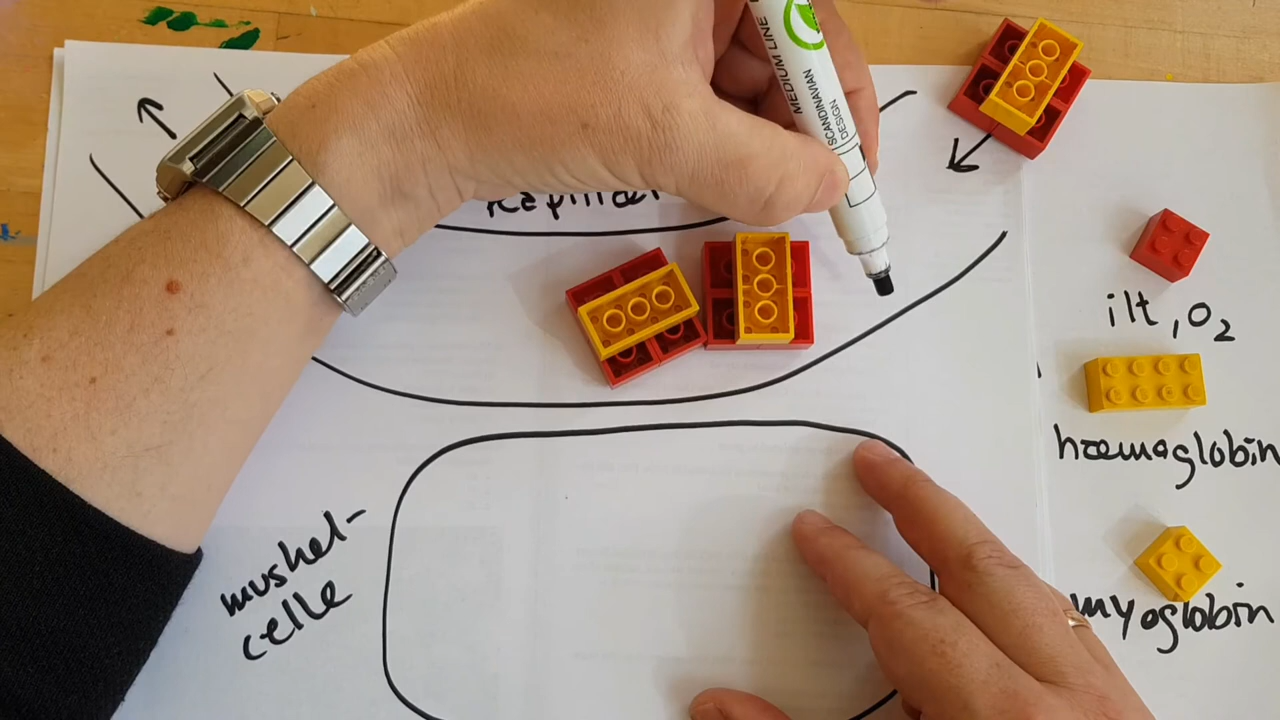 MEDIUM LINE
SCANDINAVIAN
DESIGN
ilt, O2
hæmoglobin
muskel-
celle
myoglobin